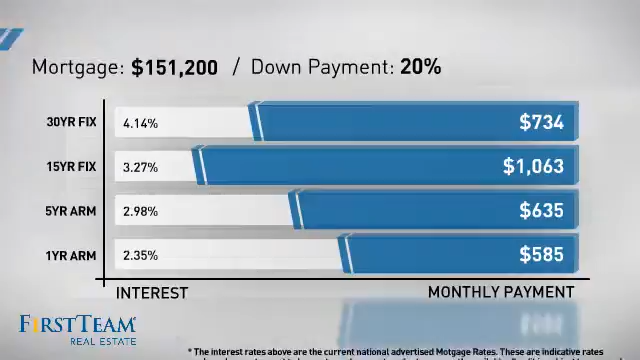 Mortgage: $151,200 / Down Payment: 20%
30YR FIX 4.14% $734
15YR FIX 3.27% $1,063
5YR ARM 2.98% $635
1YR ARM 2.35% $585
INTEREST MONTHLY PAYMENT
FIRSTTEAM®
REAL ESTATE
* The interest rates above are the current national advertised Motgage Rates. These are indicative rates